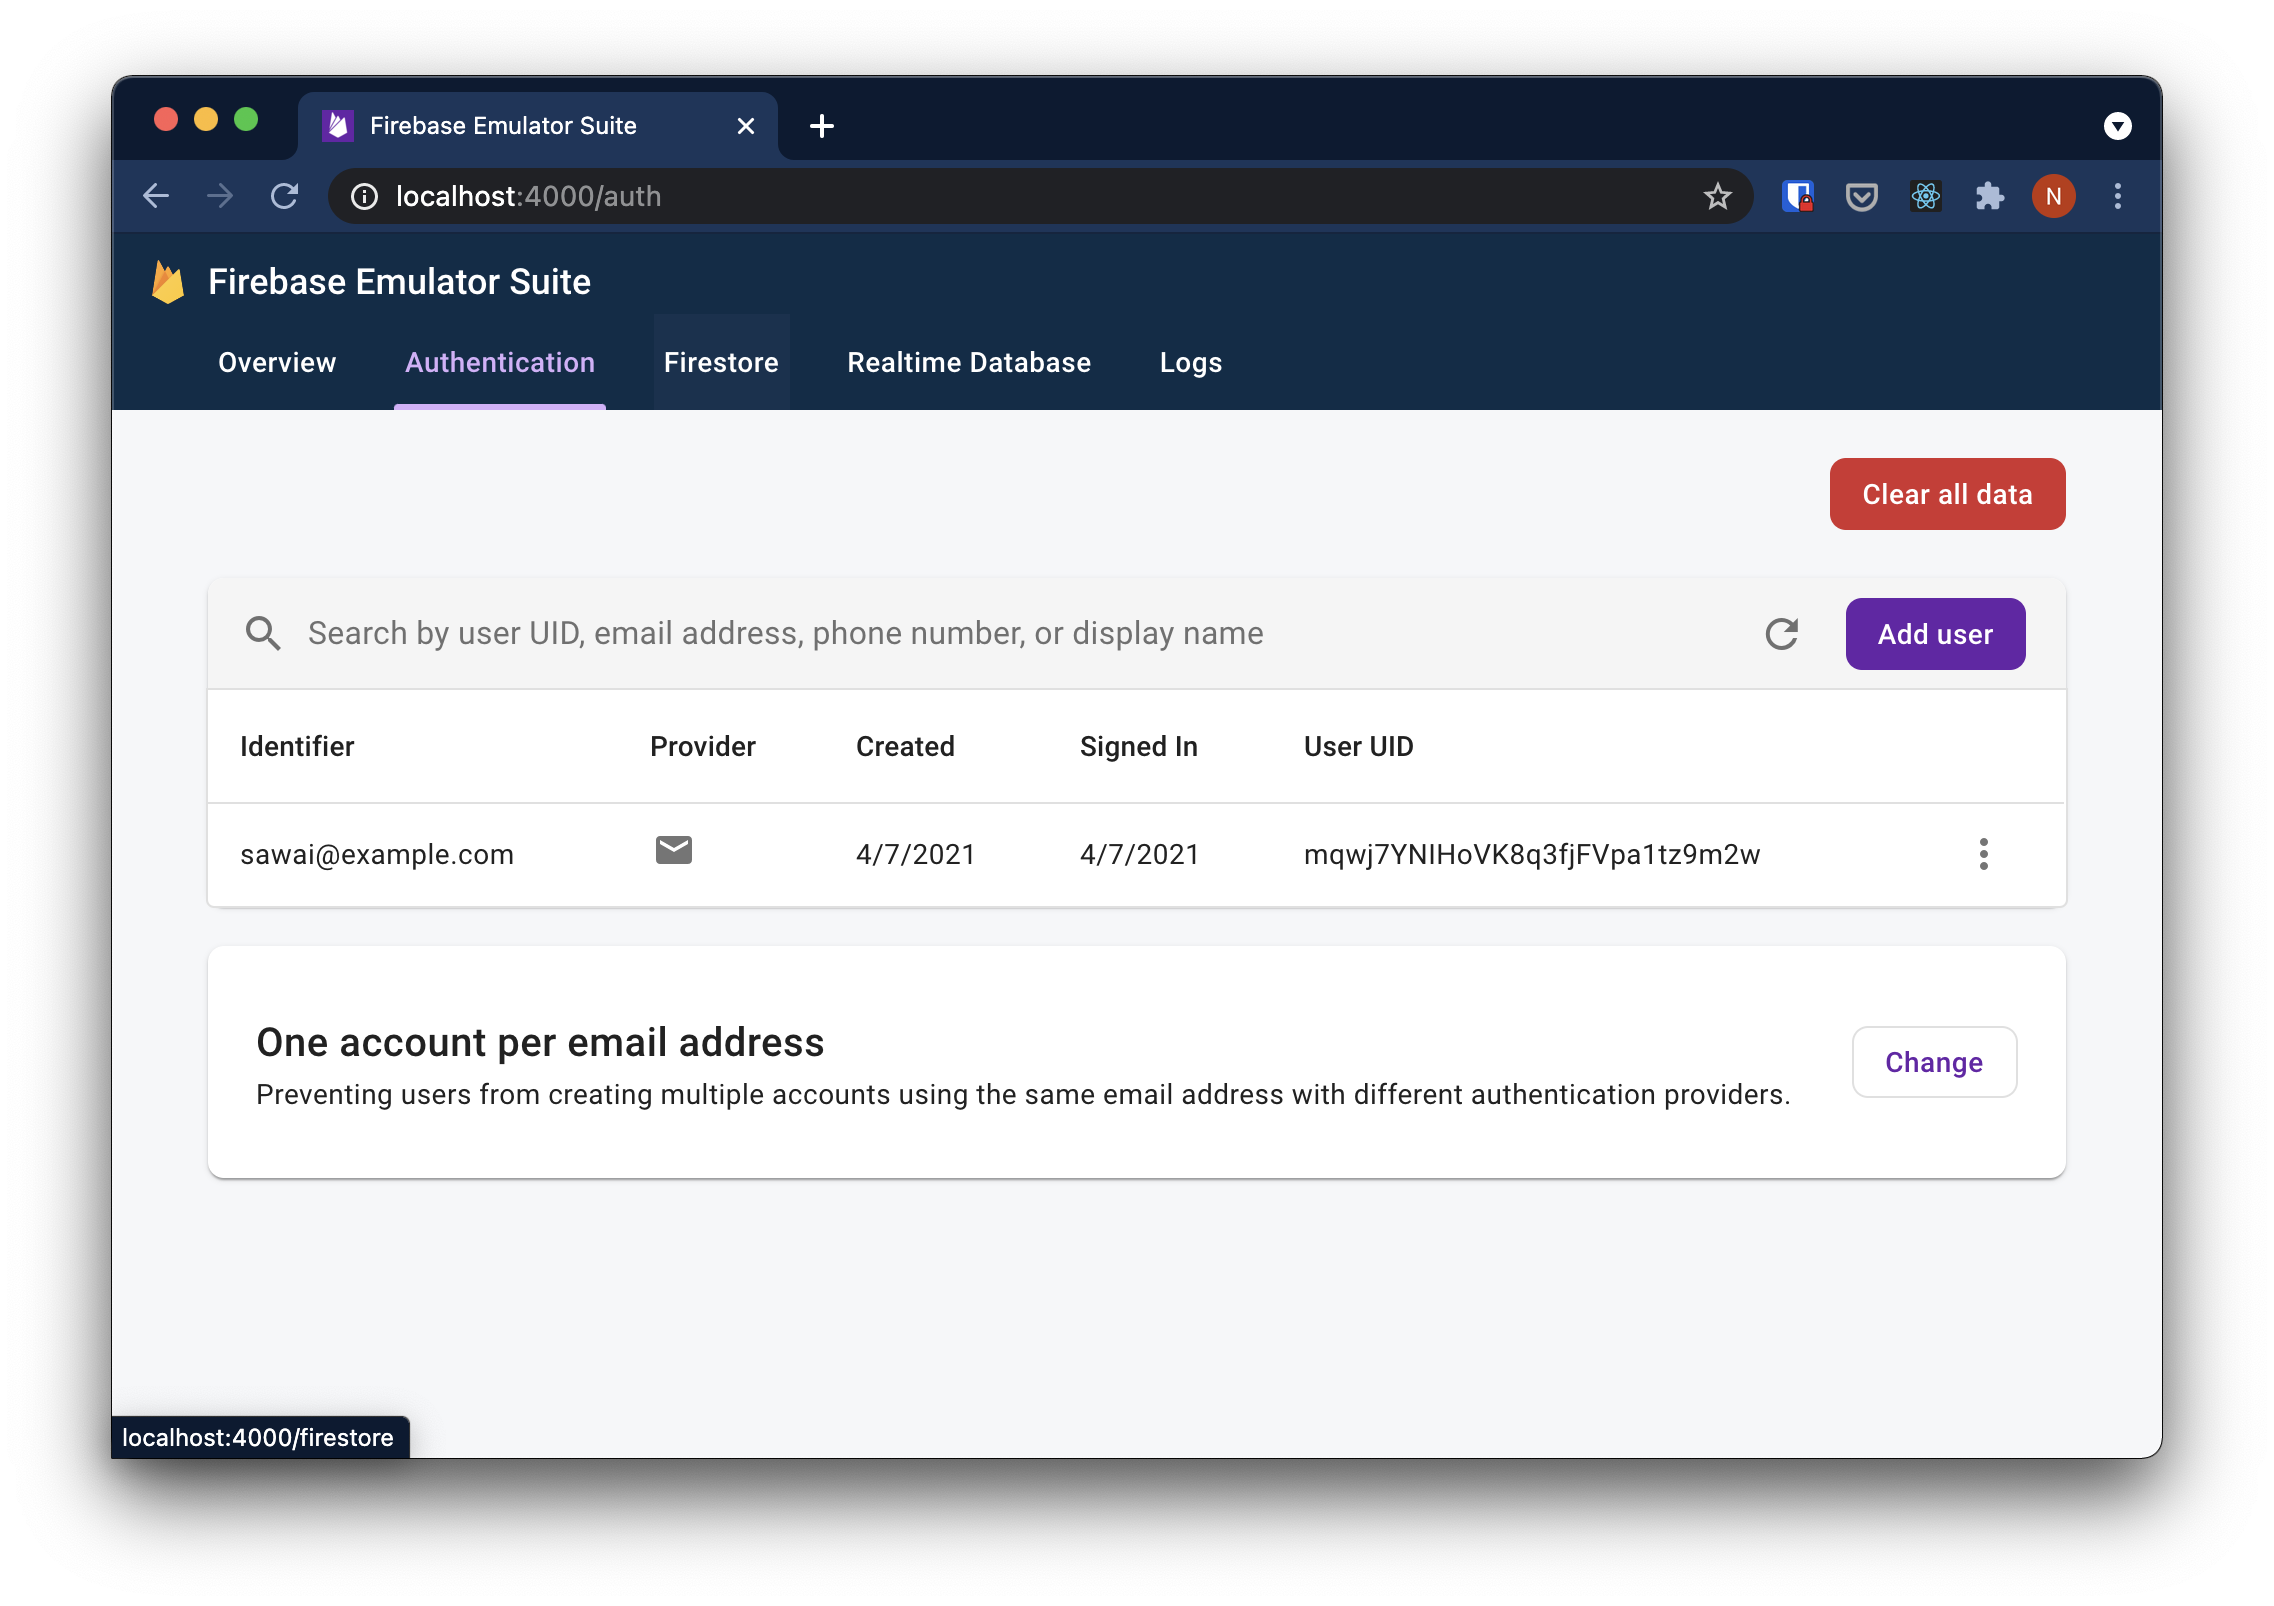 Firebase Emulator Suite
localhost:4000/auth
N
Firebase Emulator Suite
Overview Authentication Firestore Realtime Database Logs
Clear all data
Search by user UID, email address, phone number, or display name
Add user
Identifier Provider Created Signed In User UID
sawai@example.com 4/7/2021 4/7/2021 mqwj7YNIHoVK8q3fjFVpa1tz9m2w
One account per email address
Preventing users from creating multiple accounts using the same email address with different authentication providers.
Change
localhost:4000/firestore